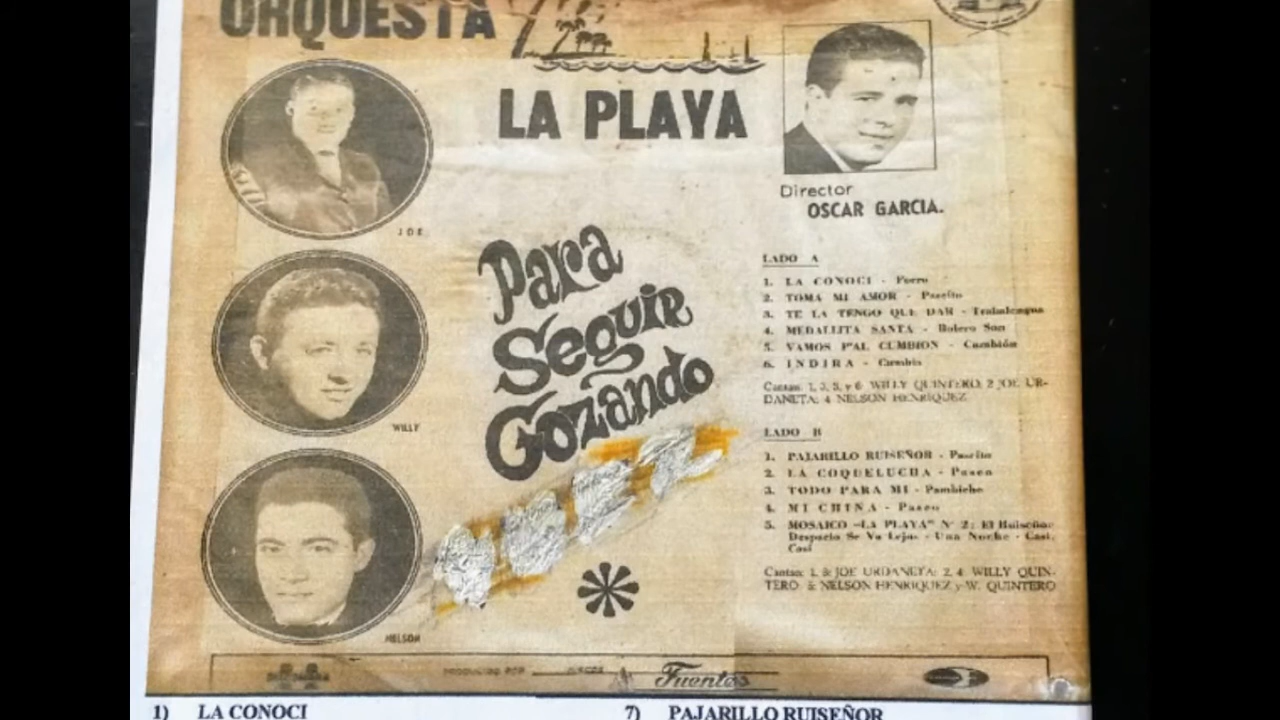 ORQUESTA
LA PLAYA
Director
OSCAR GARCIA.
JOE
WILLY
NELSON
Para
Seguir
Gozando
LADO A
1. LA CONOCI - Porro
2. TOMA MI AMOR - Paseito
3. TE LA TENGO QUE DAR - Trabalengua
4. MEDALLITA SANTA - Bolero Son
5. VAMOS P'AL CUMBION - Cumbión
6. INDIRA - Cumbia
Cantan: 1, 3, 5, y 6 WILLY QUINTERO; 2 JOE UR-
DANETA; 4 NELSON HENRIQUEZ
LADO B
1. PAJARILLO RUISEÑOR - Paseito
2. LA COQUELUCHA - Paseo
3. TODO PARA MI - Pambiche
4. MI CHINA - Paseo
5. MOSAICO "LA PLAYA" Nº 2: El Ruiseñor
Despacio Se Va Lejos - Una Noche - Casi,
Casi
Cantan: 1, JOE URDANETA; 2, 4: WILLY QUIN-
TERO NELSON HENRIQUEZ y W. QUINTERO
PRODUCIDO POR DISCOS Fuentes
1) LA CONOCI
7) PAJARILLO RUISEÑOR